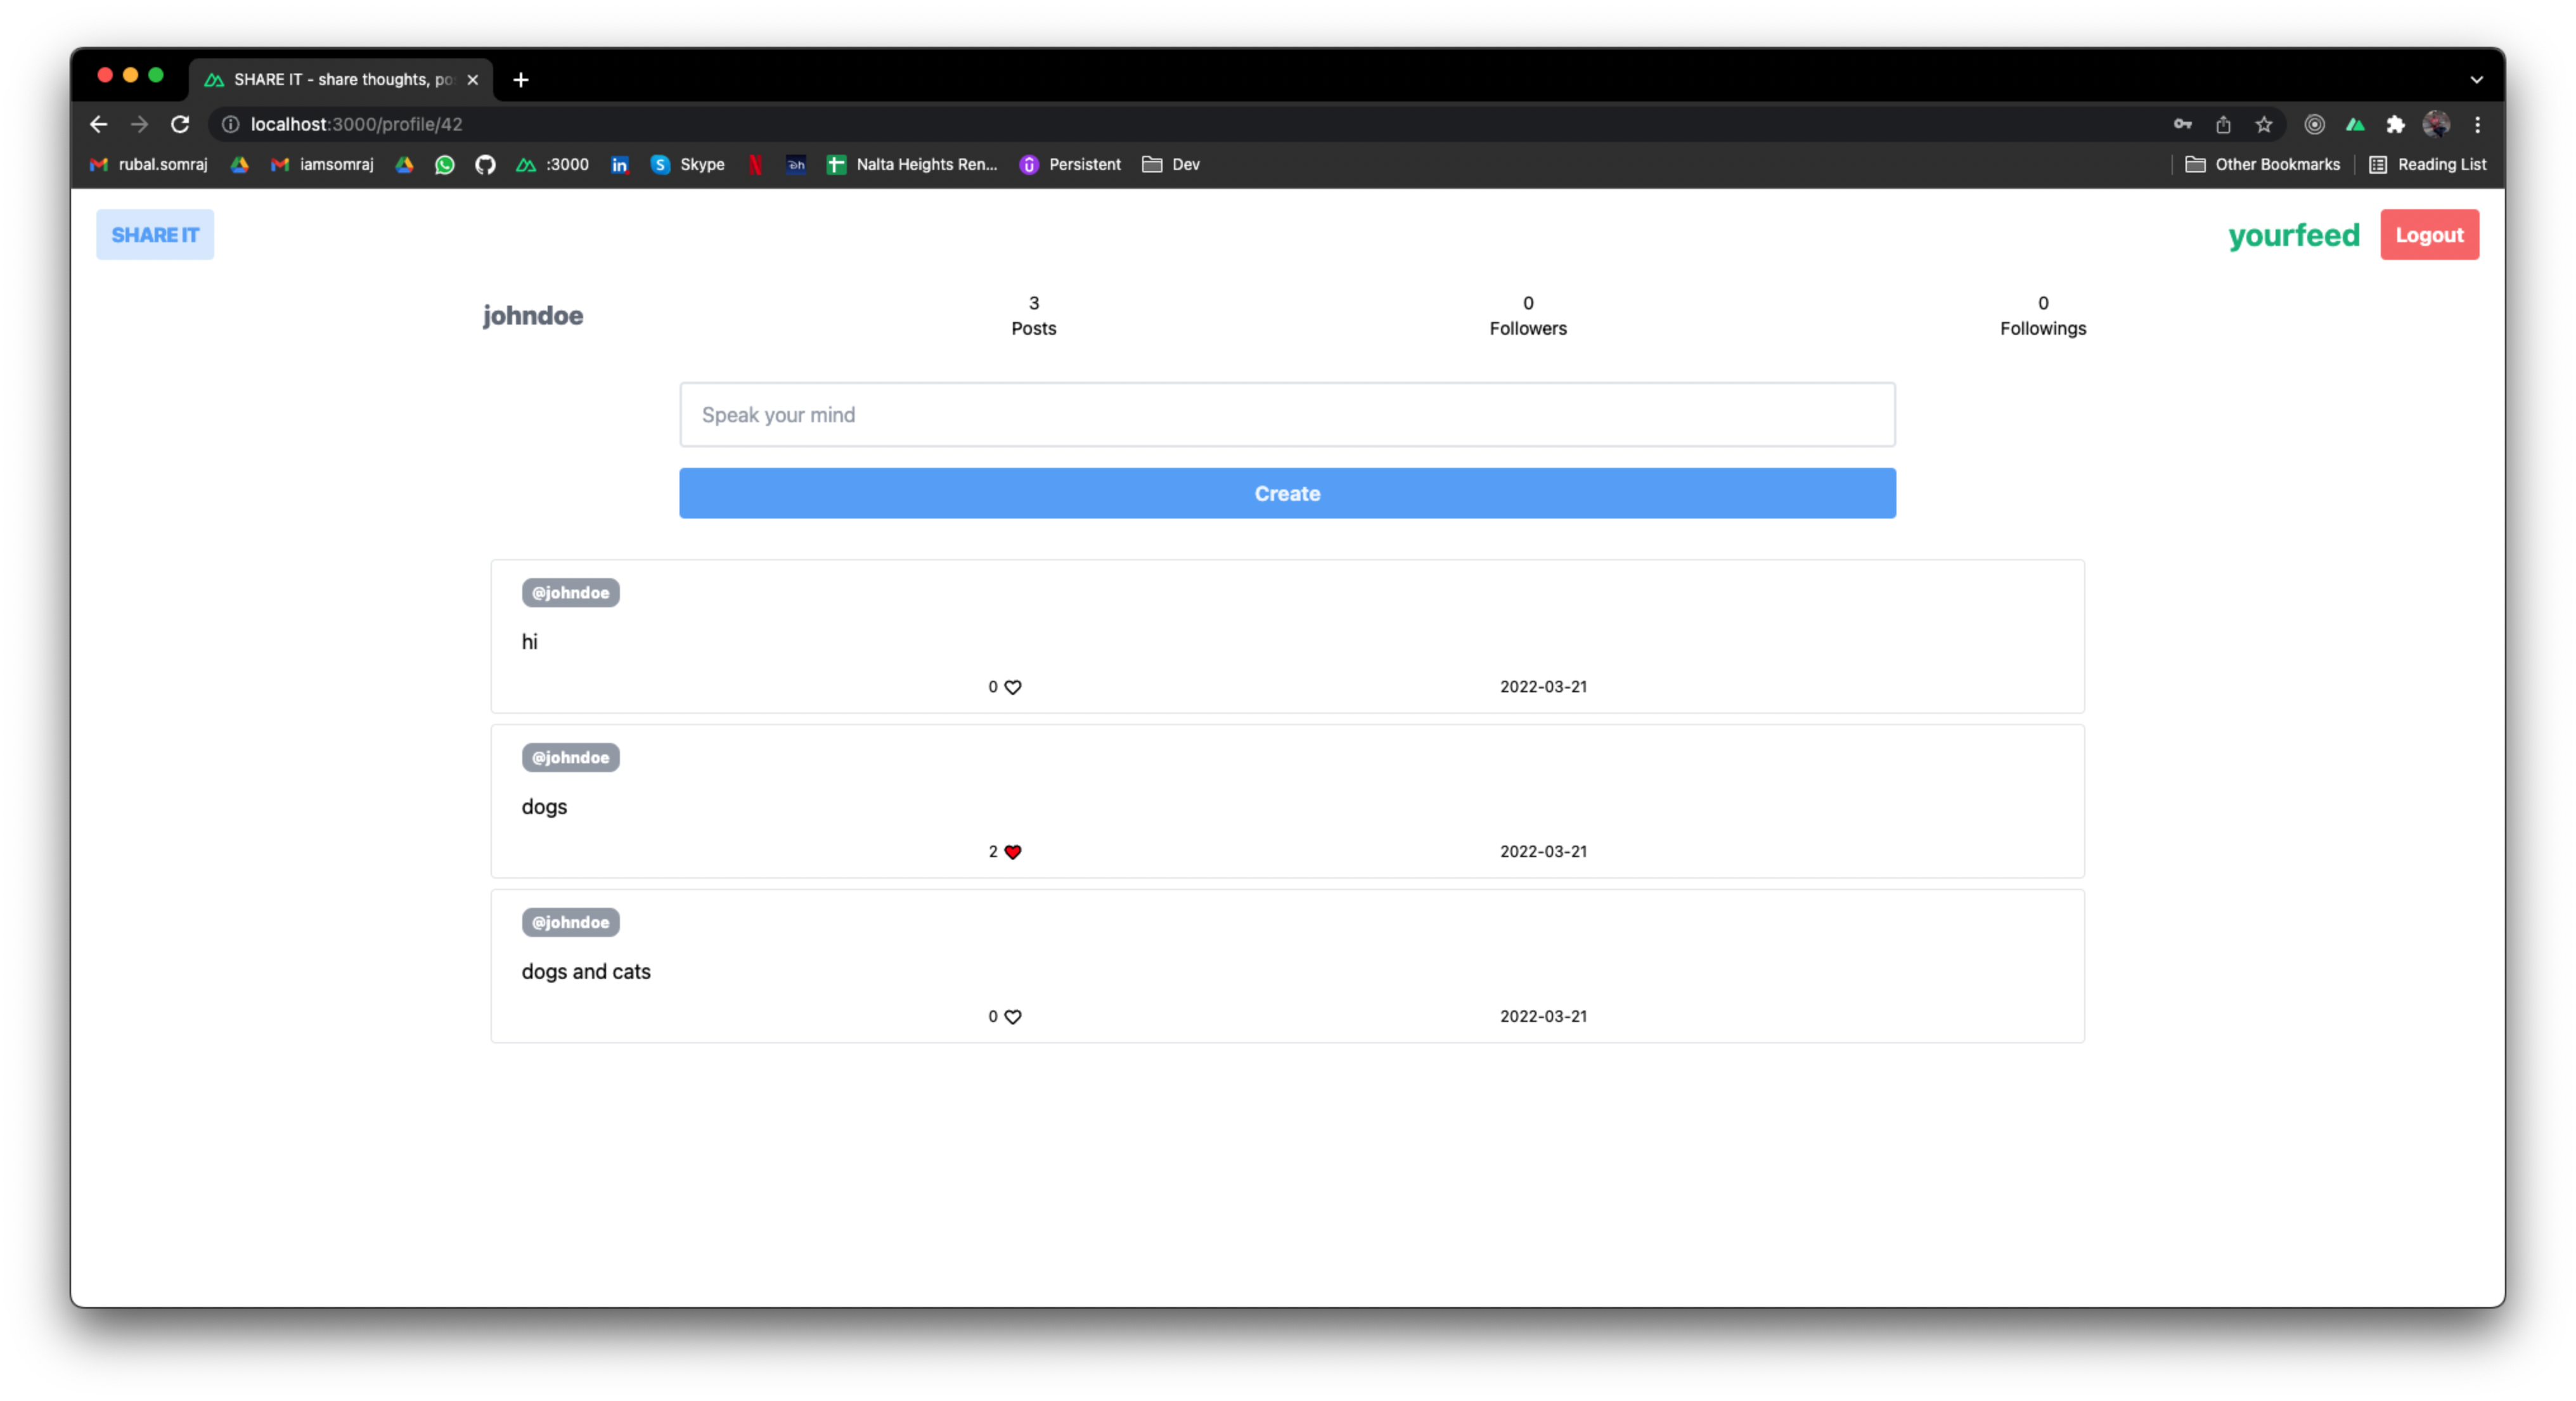 SHARE IT - share thoughts, po
localhost:3000/profile/42
rubal.somraj iamsomraj :3000 in S Skype N Nalta Heights Ren... Persistent Dev Other Bookmarks Reading List
SHARE IT yourfeed Logout
johndoe
3
Posts
0
Followers
0
Followings
Speak your mind
Create
@johndoe
hi
0 2022-03-21
@johndoe
dogs
2 2022-03-21
@johndoe
dogs and cats
0 2022-03-21